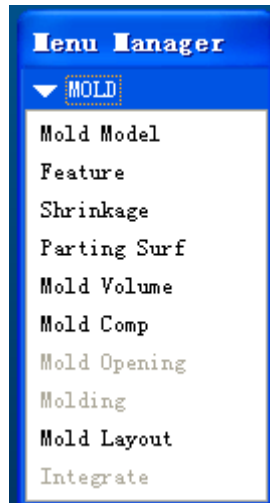 Menu Manager
MOLD
Mold Model
Feature
Shrinkage
Parting Surf
Mold Volume
Mold Comp
Mold Opening
Molding
Mold Layout
Integrate